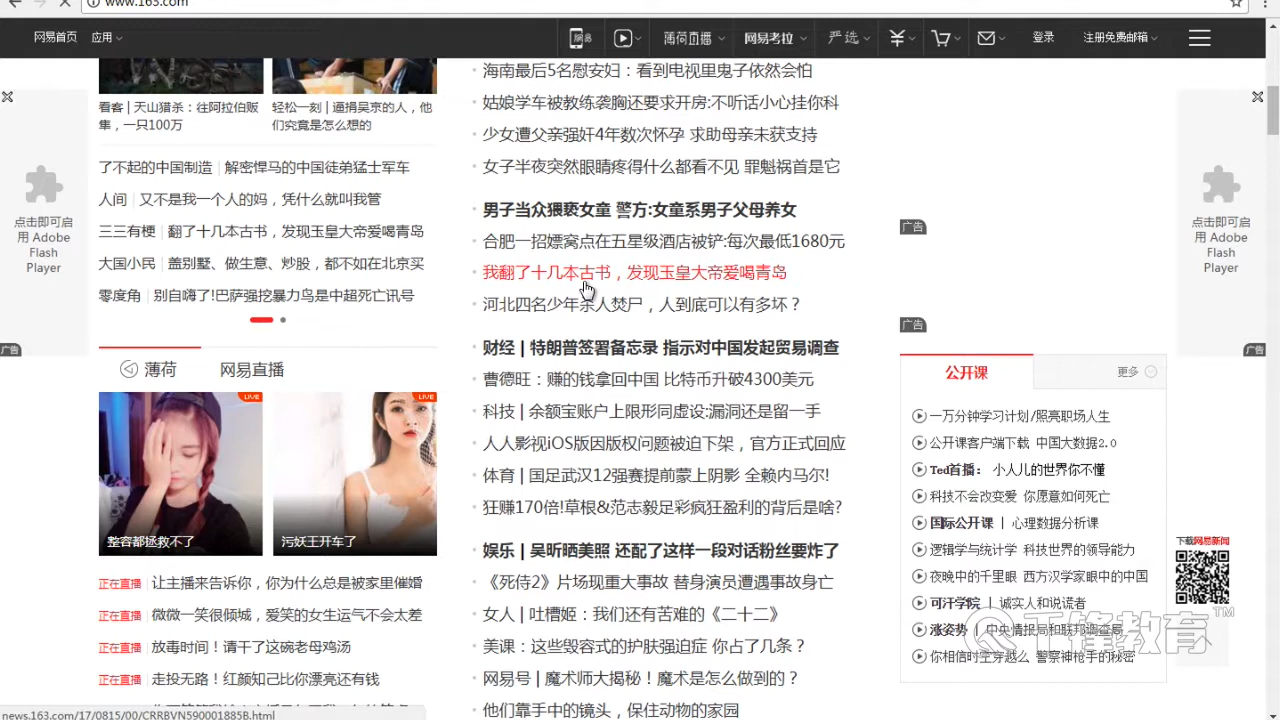 www.163.com
网易首页 应用 薄荷直播 网易考拉 严选 登录 注册免费邮箱
看客 | 天山猎杀：往阿拉伯贩
隼，一只100万
轻松一刻 | 逼捐吴京的人，他
们究竟是怎么想的
了不起的中国制造 | 解密悍马的中国徒弟猛士军车
人间 | 又不是我一个人的妈，凭什么就叫我管
三三有梗 | 翻了十几本古书，发现玉皇大帝爱喝青岛
大国小民 | 盖别墅、做生意、炒股，都不如在北京买
零度角 | 别自嗨了!巴萨强挖暴力鸟是中超死亡讯号
点击即可启
用 Adobe
Flash
Player
广告
薄荷 网易直播
LIVE
整容都拯救不了
LIVE
污妖王开车了
正在直播 | 让主播来告诉你，你为什么总是被家里催婚
正在直播 | 微微一笑很倾城，爱笑的女生运气不会太差
正在直播 | 放毒时间！请干了这碗老母鸡汤
正在直播 | 走投无路！红颜知己比你漂亮还有钱
news.163.com/17/0815/00/CRRBVN590001885B.html
海南最后5名慰安妇：看到电视里鬼子依然会怕
姑娘学车被教练袭胸还要求开房:不听话小心挂你科
少女遭父亲强奸4年数次怀孕 求助母亲未获支持
女子半夜突然眼睛疼得什么都看不见 罪魁祸首是它
男子当众猥亵女童 警方:女童系男子父母养女
合肥一招嫖窝点在五星级酒店被铲:每次最低1680元
我翻了十几本古书，发现玉皇大帝爱喝青岛
河北四名少年杀人焚尸，人到底可以有多坏？
财经 | 特朗普签署备忘录 指示对中国发起贸易调查
曹德旺：赚的钱拿回中国 比特币升破4300美元
科技 | 余额宝账户上限形同虚设:漏洞还是留一手
人人影视iOS版因版权问题被迫下架，官方正式回应
体育 | 国足武汉12强赛提前蒙上阴影 全赖内马尔!
狂赚170倍!草根&范志毅足彩疯狂盈利的背后是啥?
娱乐 | 吴昕晒美照 还配了这样一段对话粉丝要炸了
《死侍2》片场现重大事故 替身演员遭遇事故身亡
女人 | 吐槽姬：我们还有苦难的《二十二》
美课：这些毁容式的护肤强迫症 你占了几条？
网易号 | 魔术师大揭秘！魔术是怎么做到的？
他们靠手中的镜头，保住动物的家园
广告
广告
公开课 更多
一万分钟学习计划/照亮职场人生
公开课客户端下载 中国大数据2.0
Ted首播： 小人儿的世界你不懂
科技不会改变爱 你愿意如何死亡
国际公开课 | 心理数据分析课
逻辑学与统计学 科技世界的领导能力
夜晚中的千里眼 西方汉学家眼中的中国
可汗学院 | 诚实人和说谎者
涨姿势 | 中央情报局和联邦调查局
你相信时空穿越么 警察神枪手的秘密
点击即可启
用 Adobe
Flash
Player
广告
下载网易新闻
千锋教育TM